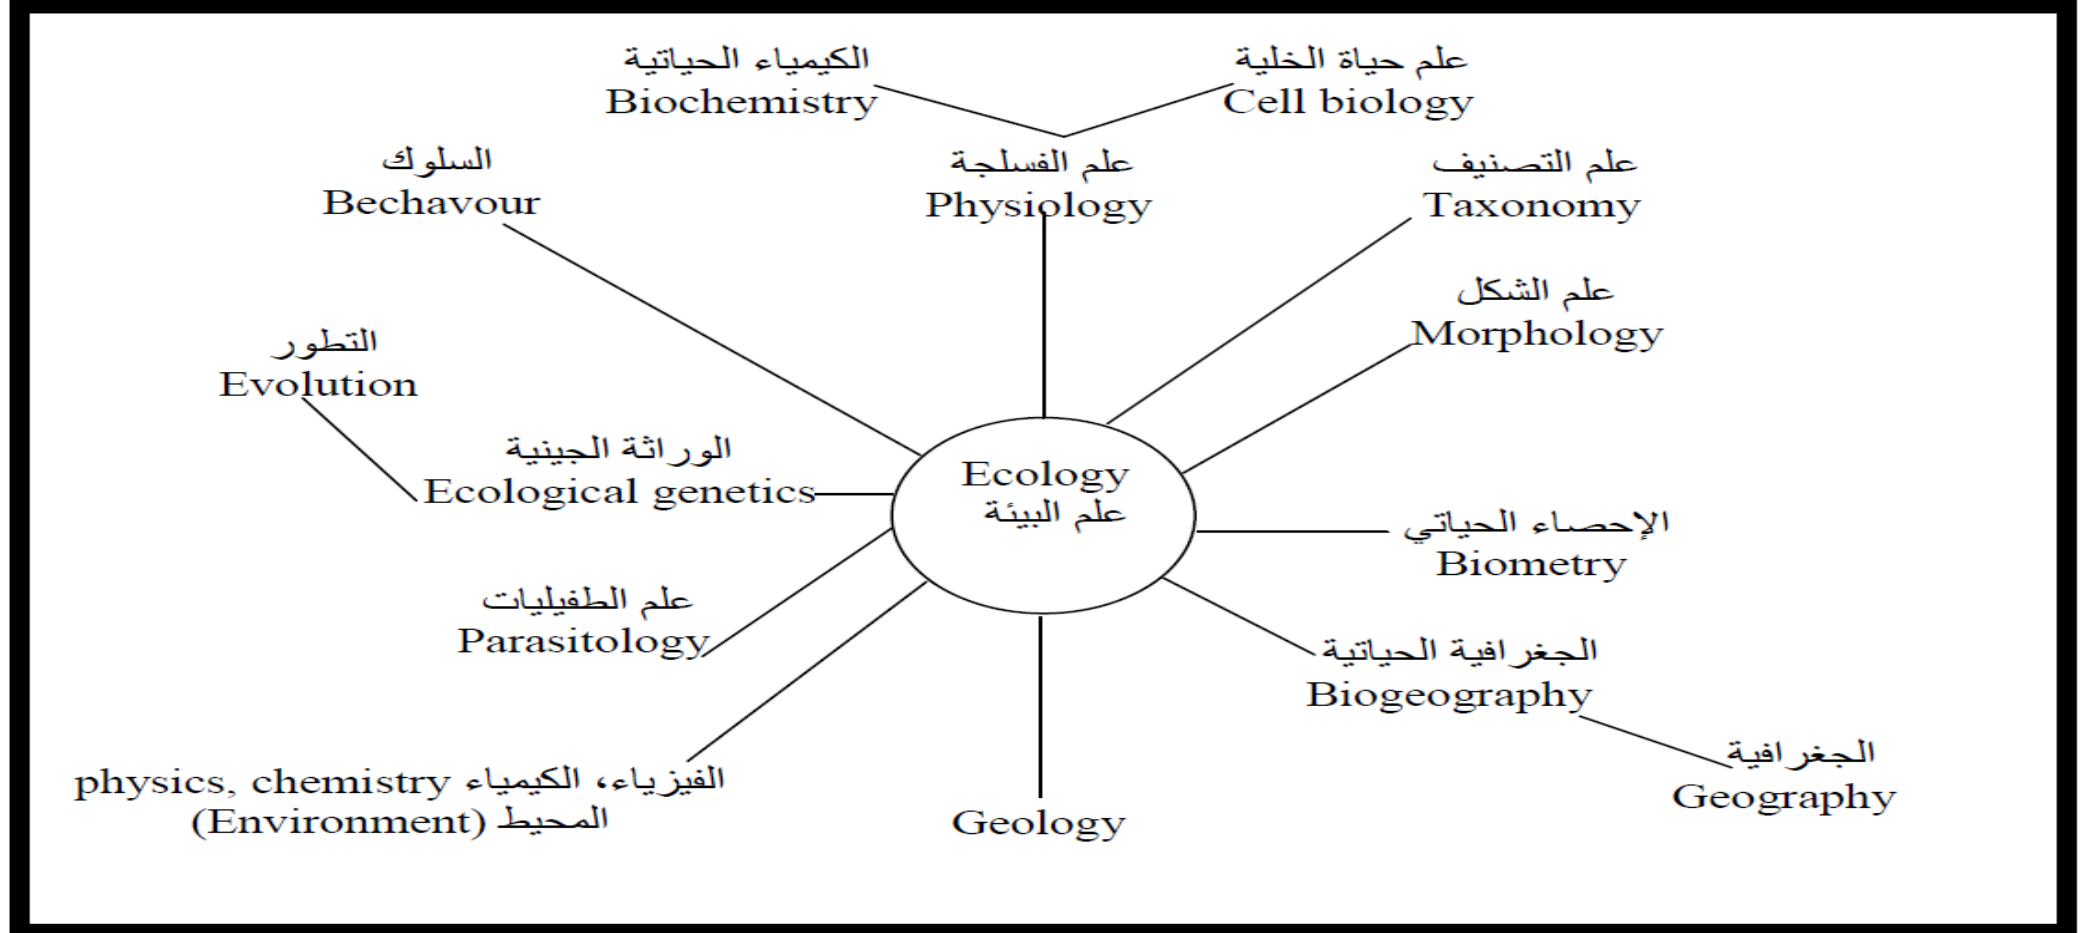 الكيمياء الحياتية
Biochemistry
علم حياة الخلية
Cell biology
السلوك
Bechavour
علم الفسلجة
Physiology
علم التصنيف
Taxonomy
علم الشكل
Morphology
التطور
Evolution
الوراثة الجينية
Ecological genetics
Ecology
علم البيئة
الإحصاء الحياتي
Biometry
علم الطفيليات
Parasitology
الجغرافية الحياتية
Biogeography
الجغرافية
Geography
الفيزياء، الكيمياء physics, chemistry
المحيط (Environment)
Geology